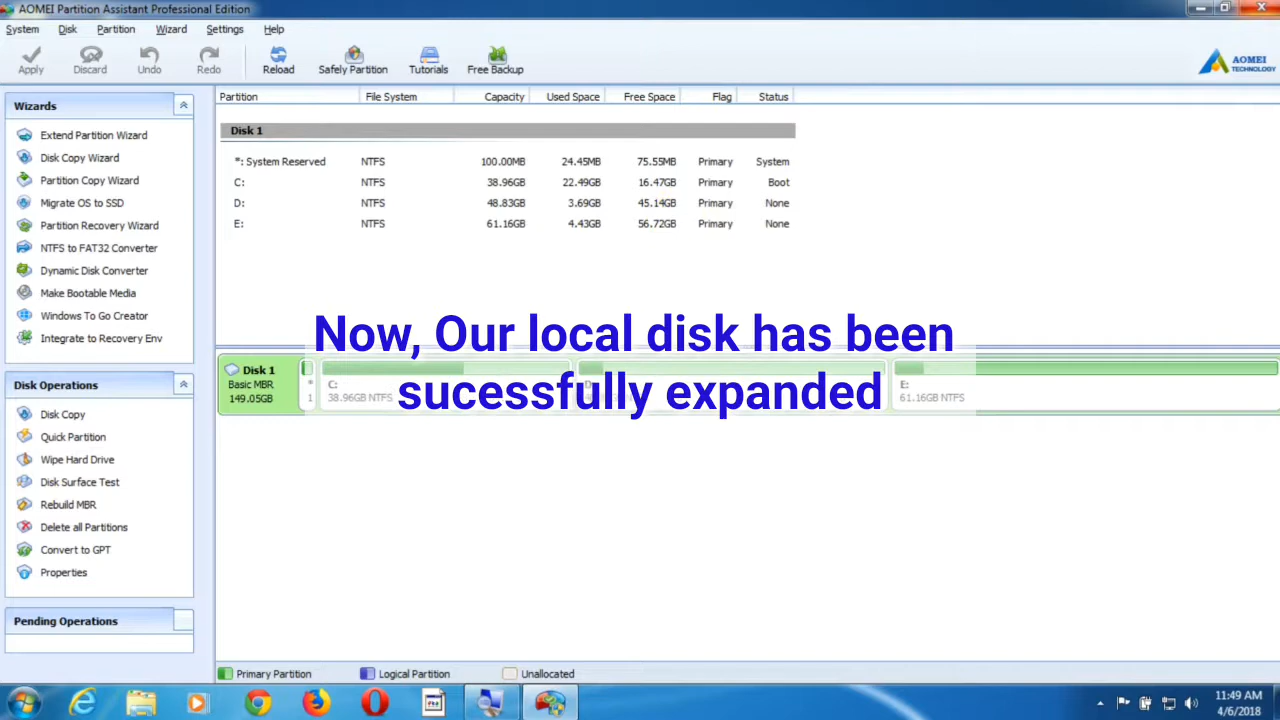 AOMEI Partition Assistant Professional Edition
System Disk Partition Wizard Settings Help
Apply Discard Undo Redo Reload Safely Partition Tutorials Free Backup
AOMEI
TECHNOLOGY
Wizards
Extend Partition Wizard
Disk Copy Wizard
Partition Copy Wizard
Migrate OS to SSD
Partition Recovery Wizard
NTFS to FAT32 Converter
Dynamic Disk Converter
Make Bootable Media
Windows To Go Creator
Integrate to Recovery Env
Disk Operations
Disk Copy
Quick Partition
Wipe Hard Drive
Disk Surface Test
Rebuild MBR
Delete all Partitions
Convert to GPT
Properties
Pending Operations
Partition File System Capacity Used Space Free Space Flag Status
Disk 1
*: System Reserved NTFS 100.00MB 24.45MB 75.55MB Primary System
C: NTFS 38.96GB 22.49GB 16.47GB Primary Boot
D: NTFS 48.83GB 3.69GB 45.14GB Primary None
E: NTFS 61.16GB 4.43GB 56.72GB Primary None
Now, Our local disk has been
sucessfully expanded
Disk 1
Basic MBR
149.05GB
*
1
C:
38.96GB NTFS
E:
61.16GB NTFS
Primary Partition Logical Partition Unallocated
11:49 AM
4/6/2018